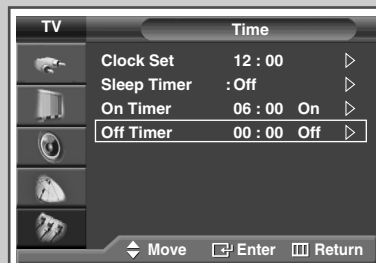 TV Time
Clock Set 12 : 00
Sleep Timer : Off
On Timer 06 : 00 On
Off Timer 00 : 00 Off
Move Enter Return